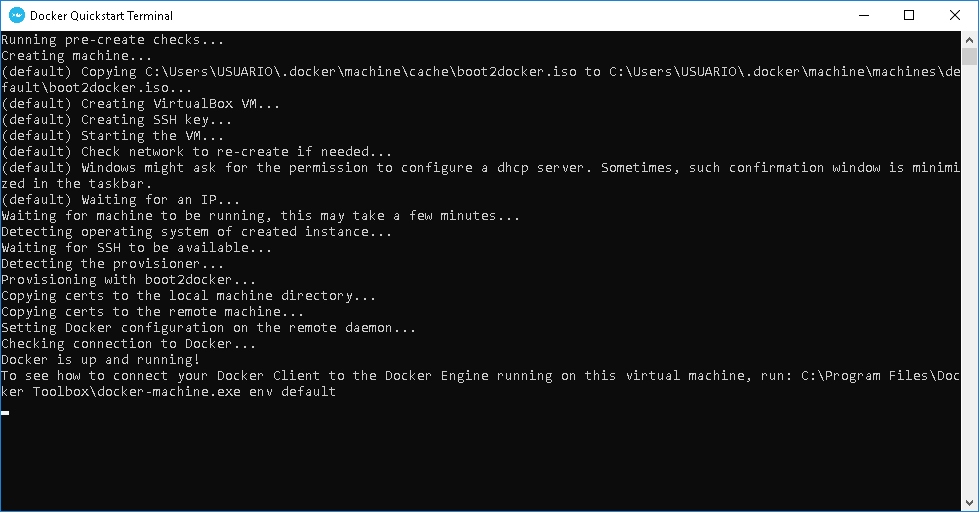 Docker Quickstart Terminal
Running pre-create checks...
Creating machine...
(default) Copying C:\Users\USUARIO\.docker\machine\cache\boot2docker.iso to C:\Users\USUARIO\.docker\machine\machines\de
fault\boot2docker.iso...
(default) Creating VirtualBox VM...
(default) Creating SSH key...
(default) Starting the VM...
(default) Check network to re-create if needed...
(default) Windows might ask for the permission to configure a dhcp server. Sometimes, such confirmation window is minimi
zed in the taskbar.
(default) Waiting for an IP...
Waiting for machine to be running, this may take a few minutes...
Detecting operating system of created instance...
Waiting for SSH to be available...
Detecting the provisioner...
Provisioning with boot2docker...
Copying certs to the local machine directory...
Copying certs to the remote machine...
Setting Docker configuration on the remote daemon...
Checking connection to Docker...
Docker is up and running!
To see how to connect your Docker Client to the Docker Engine running on this virtual machine, run: C:\Program Files\Doc
ker Toolbox\docker-machine.exe env default